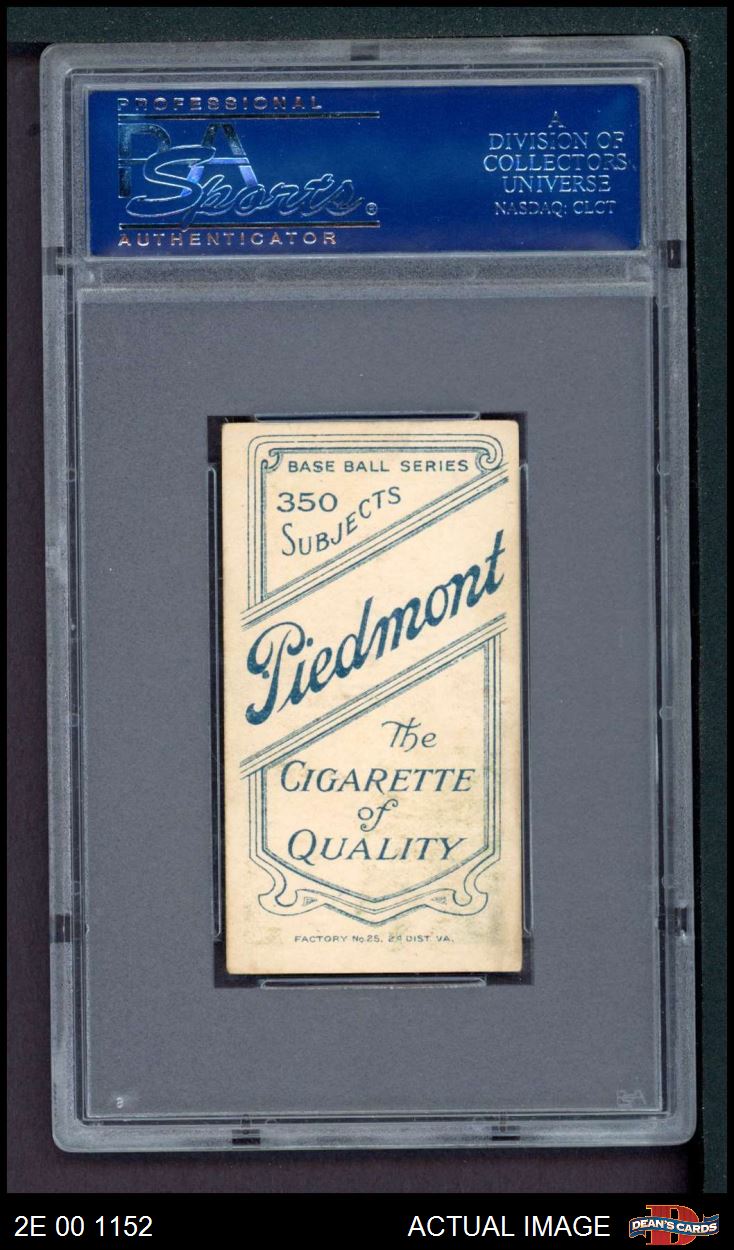 PROFESSIONAL
PSA
Sports®
AUTHENTICATOR
A
DIVISION OF
COLLECTORS
UNIVERSE
NASDAQ: CLCT
BASE BALL SERIES
350
SUBJECTS
Piedmont
The
CIGARETTE
of
QUALITY
FACTORY No 25, 2d DIST. VA.
PSA
2E 00 1152
ACTUAL IMAGE
DEAN'S CARDS